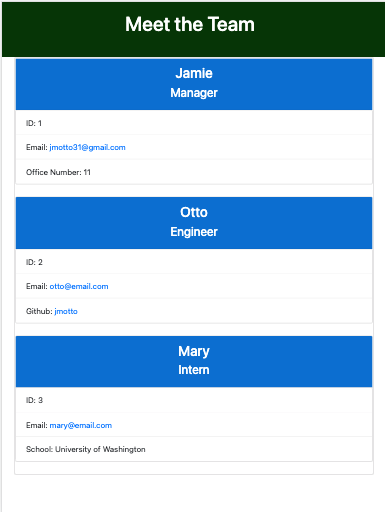 Meet the Team
Jamie
Manager
ID: 1
Email: jmotto31@gmail.com
Office Number: 11
Otto
Engineer
ID: 2
Email: otto@email.com
Github: jmotto
Mary
Intern
ID: 3
Email: mary@email.com
School: University of Washington